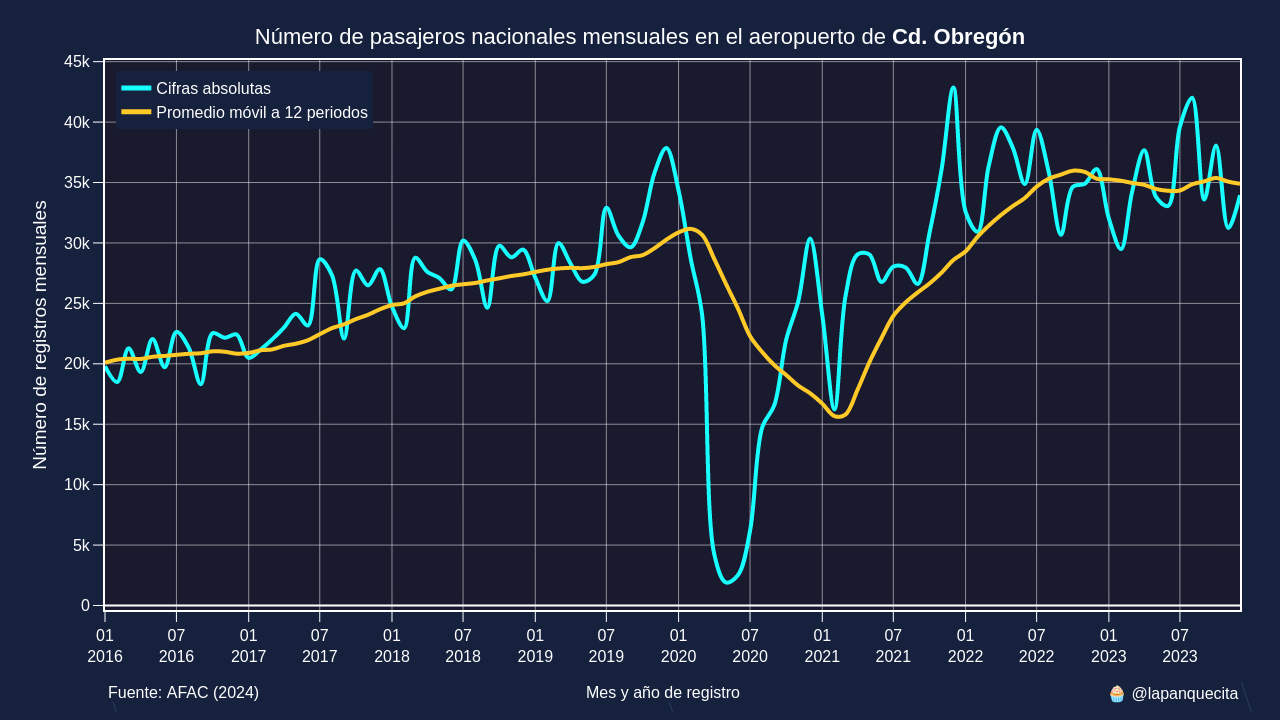 Número de pasajeros nacionales mensuales en el aeropuerto de Cd. Obregón
Cifras absolutas
Promedio móvil a 12 periodos
Número de registros mensuales
45k
40k
35k
30k
25k
20k
15k
10k
5k
0
01 07 01 07 01 07 01 07 01 07 01 07 01 07 01 07
2016 2016 2017 2017 2018 2018 2019 2019 2020 2020 2021 2021 2022 2022 2023 2023
Fuente: AFAC (2024) Mes y año de registro 🧁 @lapanquecita